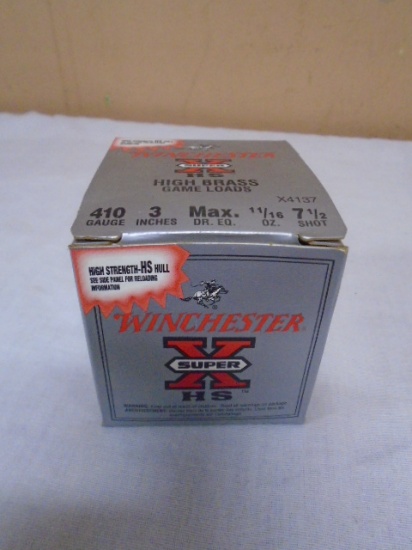 WINCHESTER
X
SUPER
HS
HIGH BRASS
GAME LOADS
X4137
410 3 Max. 11/16 7 1/2
GAUGE INCHES DR. EQ. OZ. SHOT
HIGH STRENGTH-HS HULL
SEE SIDE PANEL FOR RELOADING
INFORMATION
WINCHESTER
X
SUPER
HS
TM